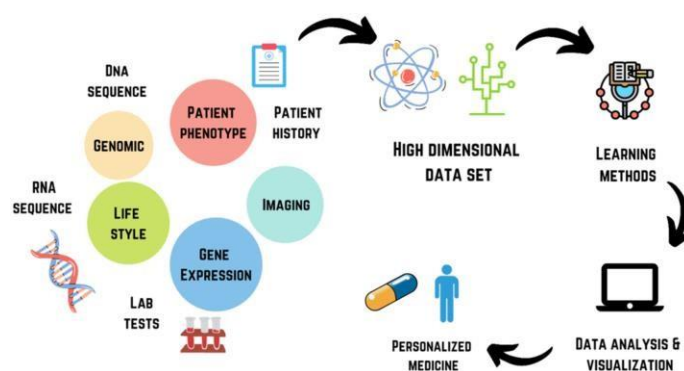 DNA
SEQUENCE
PATIENT
PHENOTYPE
PATIENT
HISTORY
GENOMIC
RNA
SEQUENCE
LIFE
STYLE
IMAGING
GENE
EXPRESSION
LAB
TESTS
HIGH DIMENSIONAL
DATA SET
LEARNING
METHODS
DATA ANALYSIS &
VISUALIZATION
PERSONALIZED
MEDICINE